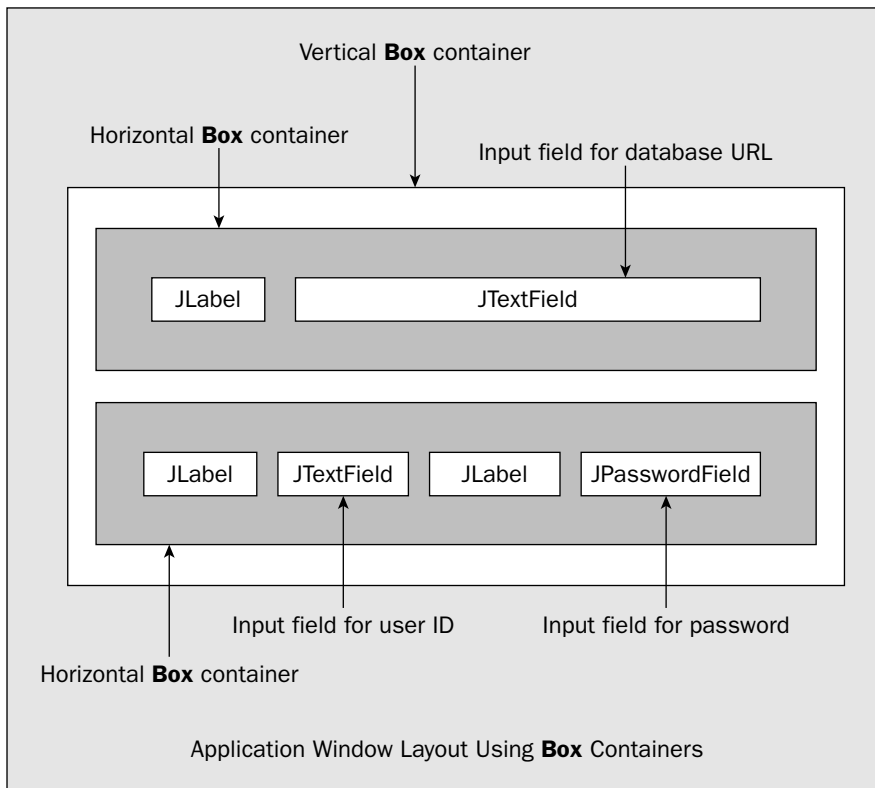 Vertical Box container
Horizontal Box container
Input field for database URL
JLabel
JTextField
JLabel
JTextField
JLabel
JPasswordField
Input field for user ID
Input field for password
Horizontal Box container
Application Window Layout Using Box Containers